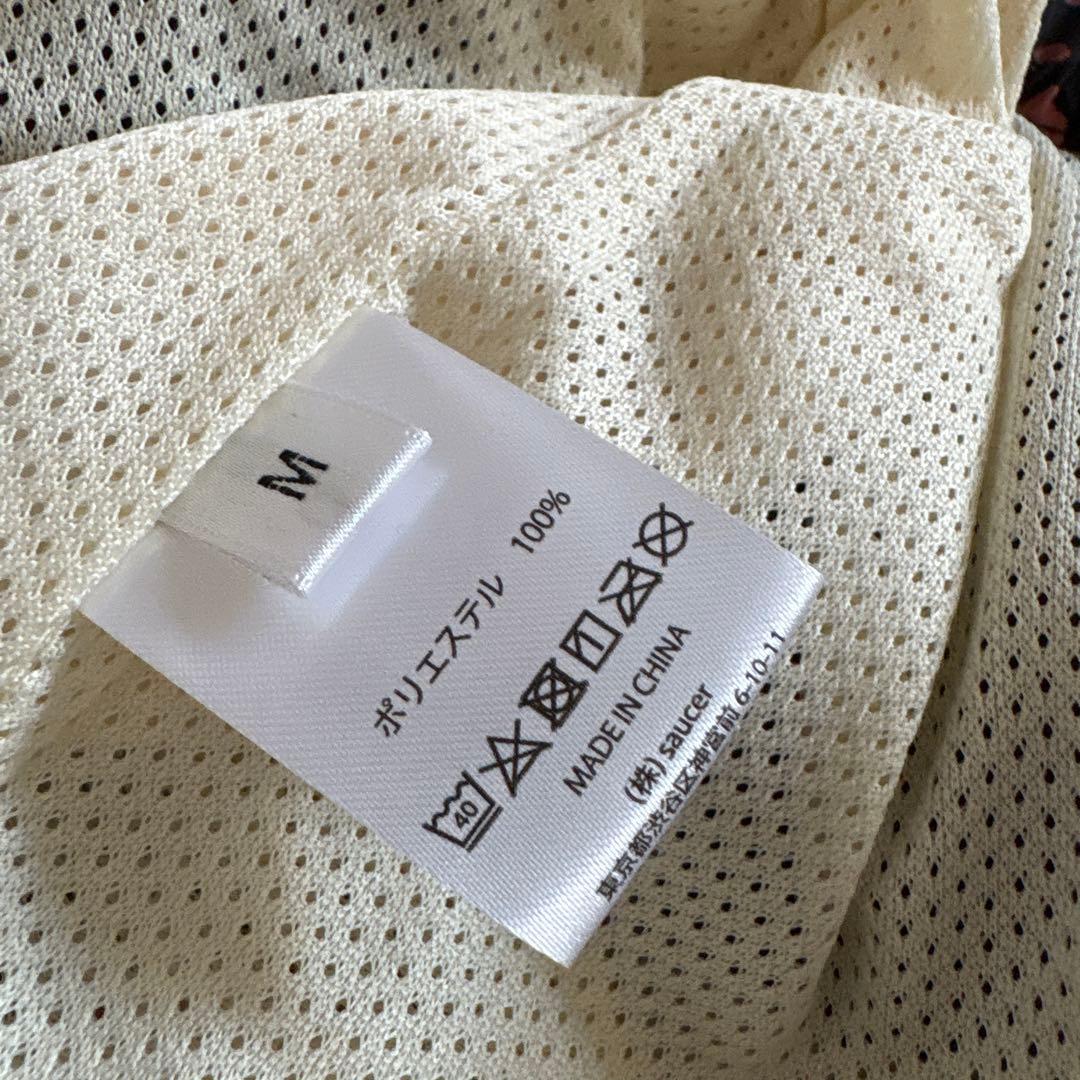 M
ポリエステル 100%
40
MADE IN CHINA
(株) saucer
東京都渋谷区神宮前 6-10-11